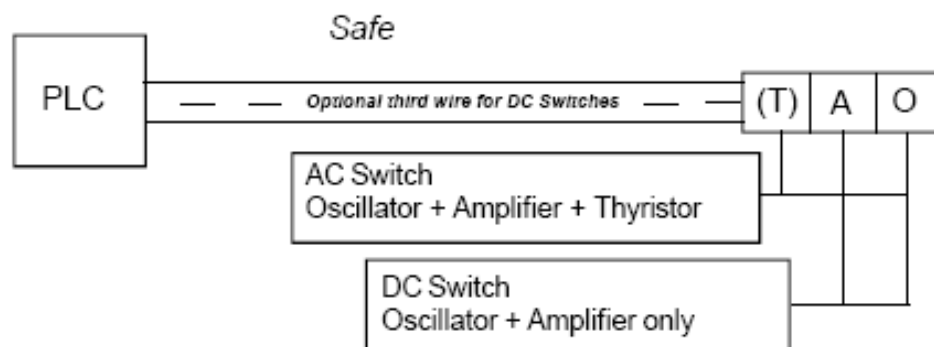 Safe
PLC
Optional third wire for DC Switches
(T) A O
AC Switch
Oscillator + Amplifier + Thyristor
DC Switch
Oscillator + Amplifier only